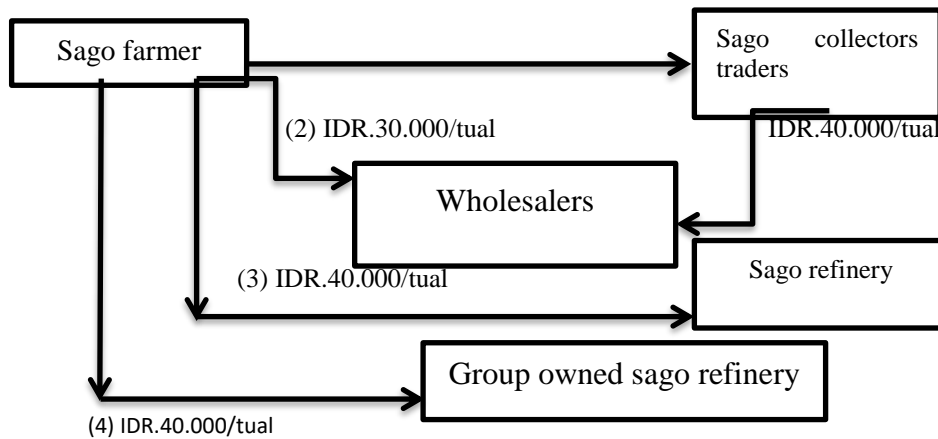 Sago farmer
Sago collectors
traders
(2) IDR.30.000/tual
IDR.40.000/tual
Wholesalers
(3) IDR.40.000/tual
Sago refinery
Group owned sago refinery
(4) IDR.40.000/tual